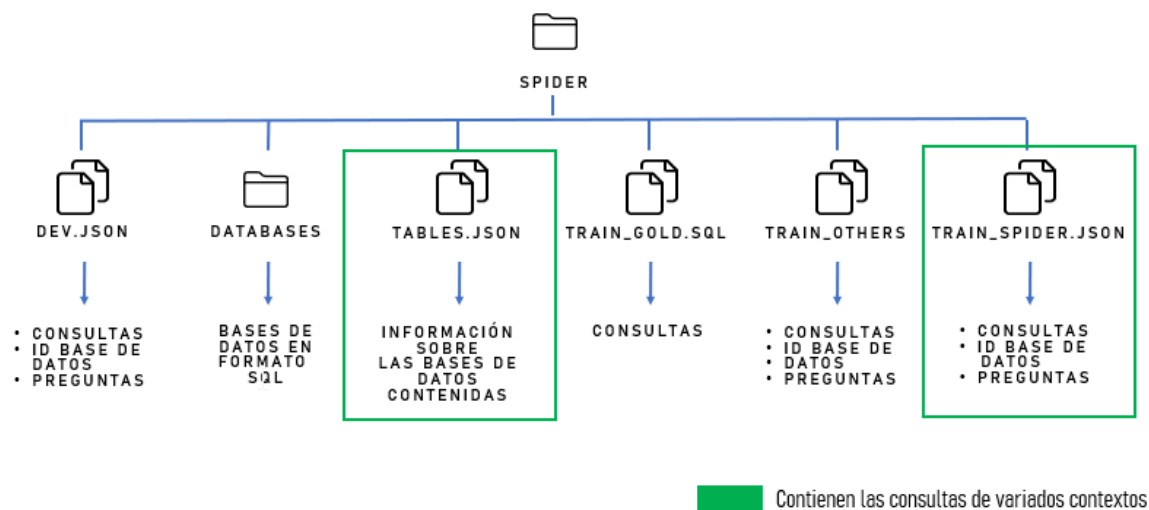 SPIDER
DEV.JSON
DATABASES
TABLES.JSON
TRAIN_GOLD.SQL
TRAIN_OTHERS
TRAIN_SPIDER.JSON
• CONSULTAS
• ID BASE DE
DATOS
• PREGUNTAS
BASES DE
DATOS EN
FORMATO
SQL
INFORMACIÓN
SOBRE
LAS BASES DE
DATOS
CONTENIDAS
CONSULTAS
• CONSULTAS
• ID BASE DE
• DATOS
• PREGUNTAS
• CONSULTAS
• ID BASE DE
DATOS
• PREGUNTAS
Contienen las consultas de variados contextos